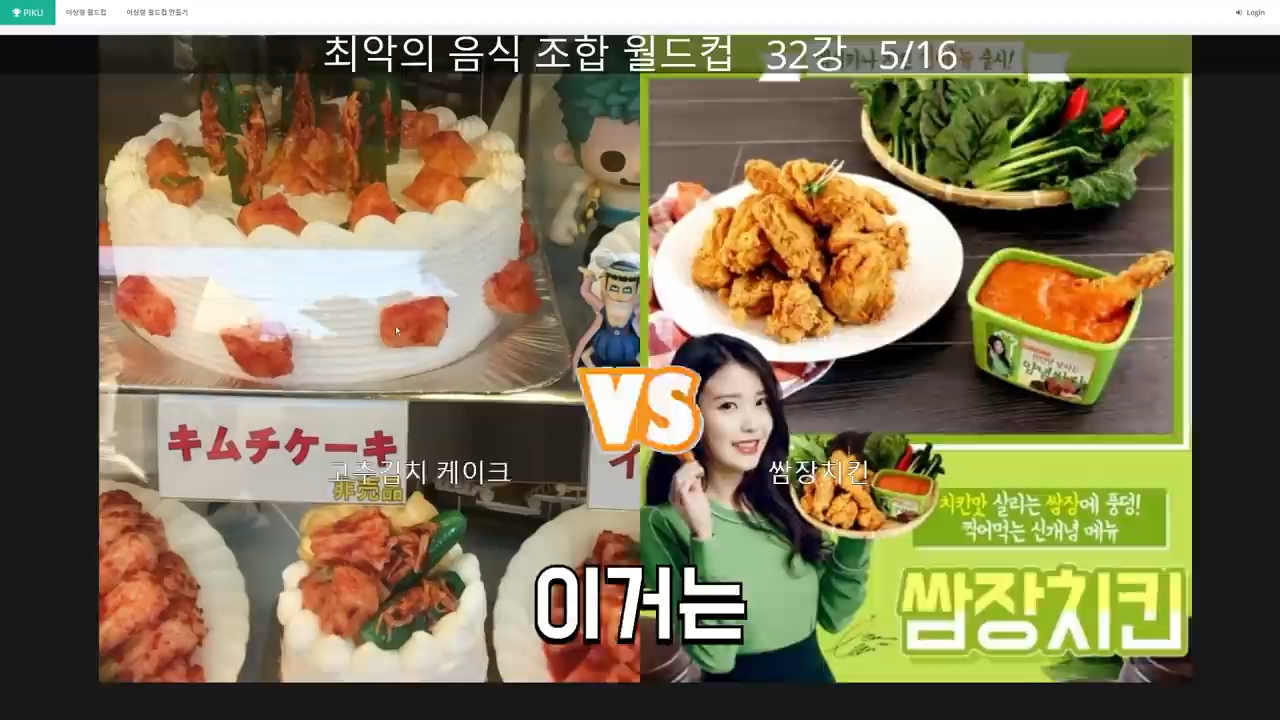 PIKU
이상형 월드컵
이상형 월드컵 만들기
Login
최악의 음식 조합 월드컵 32강 5/16
출시!
VS
キムチケーキ
고추김치 케이크
非売品
쌈장치킨
치킨맛 살리는 쌈장에 풍덩!
찍어먹는 신개념 메뉴
쌈장치킨
이거는